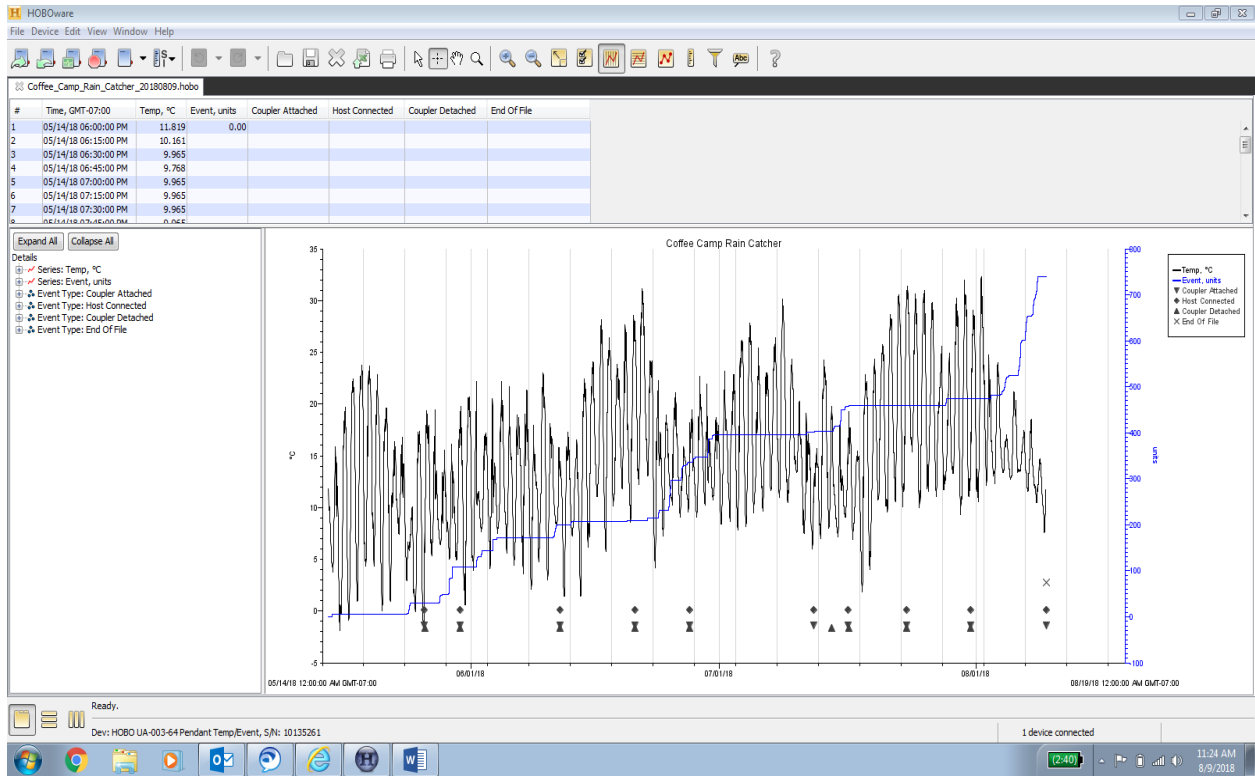 HOBOware
File Device Edit View Window Help
Coffee_Camp_Rain_Catcher_20180809.hobo
# Time, GMT-07:00 Temp, °C Event, units Coupler Attached Host Connected Coupler Detached End Of File
1 05/14/18 06:00:00 PM 11.819 0.00
2 05/14/18 06:15:00 PM 10.161
3 05/14/18 06:30:00 PM 9.965
4 05/14/18 06:45:00 PM 9.768
5 05/14/18 07:00:00 PM 9.965
6 05/14/18 07:15:00 PM 9.965
7 05/14/18 07:30:00 PM 9.965
8 05/14/18 07:45:00 PM 9.965
Expand All Collapse All
Details
Series: Temp, °C
Series: Event, units
Event Type: Coupler Attached
Event Type: Host Connected
Event Type: Coupler Detached
Event Type: End Of File
Coffee Camp Rain Catcher
35
30
25
20
15
10
5
0
-5
°C
800
700
600
500
400
300
200
100
0
-100
units
Temp, °C
Event, units
Coupler Attached
Host Connected
Coupler Detached
End Of File
06/01/18 07/01/18 08/01/18
05/14/18 12:00:00 AM GMT-07:00 08/19/18 12:00:00 AM GMT-07:00
Ready.
Dev: HOBO UA-003-64 Pendant Temp/Event, S/N: 10135261 1 device connected
(2:40) 11:24 AM
8/9/2018